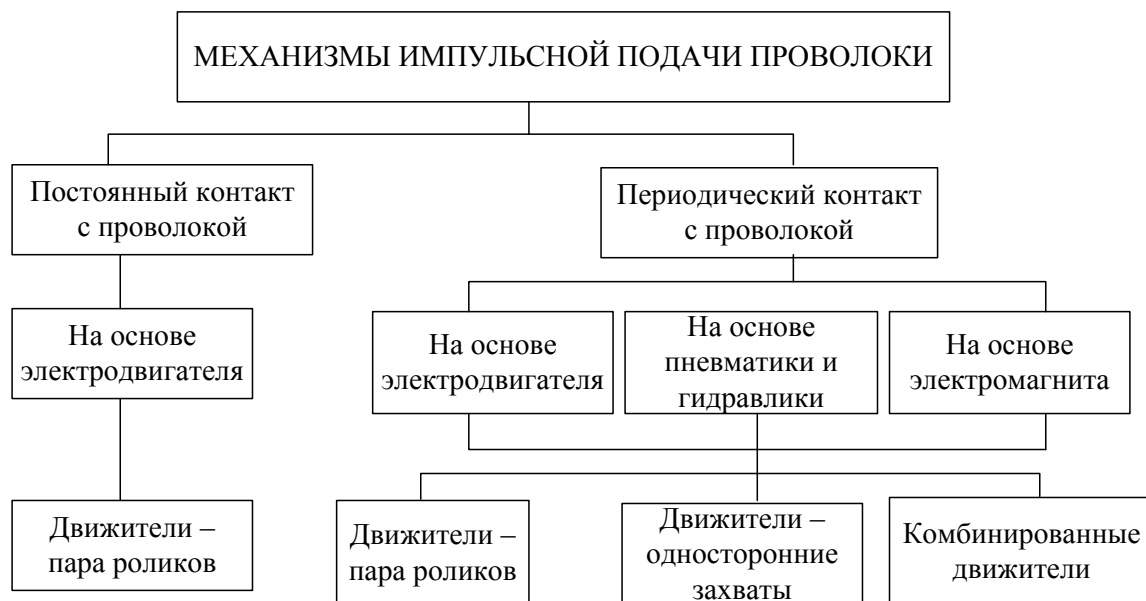 МЕХАНИЗМЫ ИМПУЛЬСНОЙ ПОДАЧИ ПРОВОЛОКИ
Постоянный контакт
с проволокой
Периодический контакт
с проволокой
На основе
электродвигателя
На основе
электродвигателя
На основе
пневматики и
гидравлики
На основе
электромагнита
Движители –
пара роликов
Движители –
пара роликов
Движители –
односторонние
захваты
Комбинированные
движители